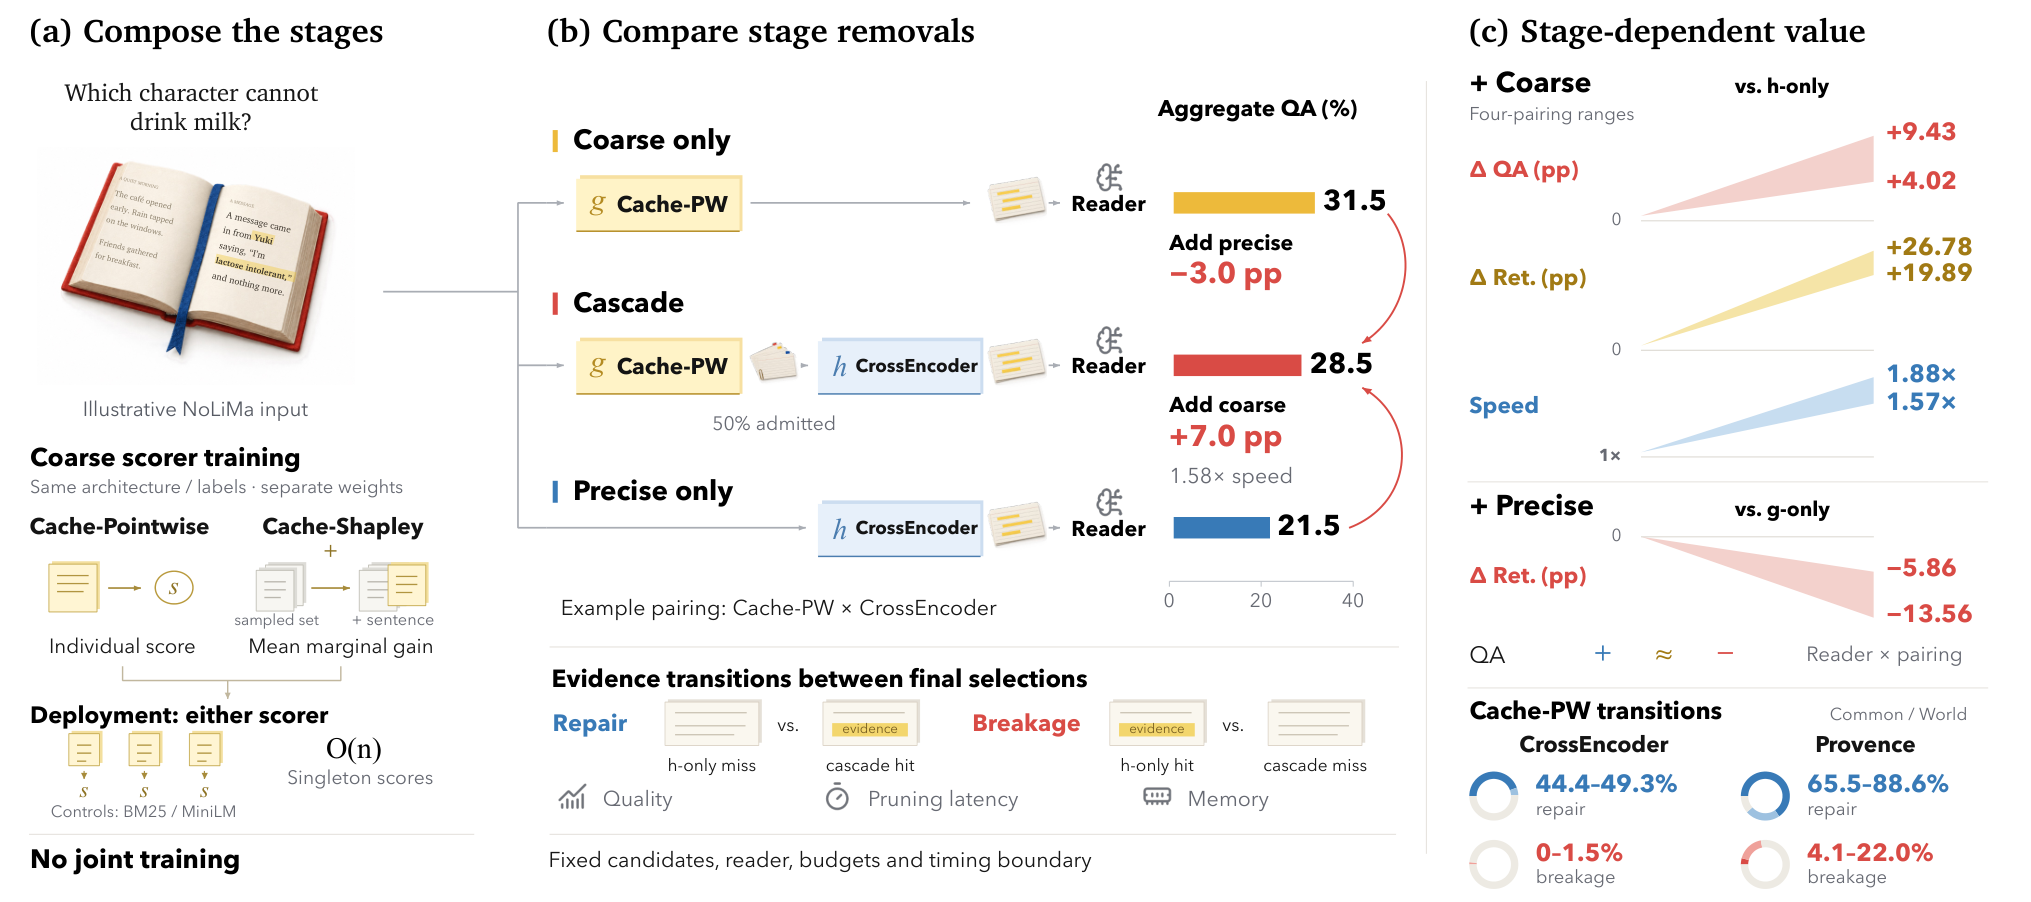 (a) Compose the stages
Which character cannot
drink milk?
A QUIET MORNING
The café opened
early. Rain tapped
on the windows.
Friends gathered
for breakfast.
A MESSAGE
A message came
in from Yuki
saying, "I'm
lactose intolerant,"
and nothing more.
Illustrative NoLiMa input
Coarse scorer training
Same architecture / labels · separate weights
Cache-Pointwise
Cache-Shapley
s
+
sampled set
+ sentence
Individual score
Mean marginal gain
Deployment: either scorer
s s s
O(n)
Singleton scores
Controls: BM25 / MiniLM
No joint training
(b) Compare stage removals
Aggregate QA (%)
Coarse only
g Cache-PW
Reader
31.5
Add precise
−3.0 pp
Cascade
g Cache-PW
h CrossEncoder
Reader
28.5
50% admitted
Add coarse
+7.0 pp
1.58× speed
Precise only
h CrossEncoder
Reader
21.5
0 20 40
Example pairing: Cache-PW × CrossEncoder
Evidence transitions between final selections
Repair
vs.
evidence
h-only miss
cascade hit
Breakage
evidence
vs.
h-only hit
cascade miss
Quality
Pruning latency
Memory
Fixed candidates, reader, budgets and timing boundary
(c) Stage-dependent value
+ Coarse
vs. h-only
Four-pairing ranges
Δ QA (pp)
+9.43
+4.02
0
Δ Ret. (pp)
+26.78
+19.89
0
Speed
1.88×
1.57×
1×
+ Precise
vs. g-only
0
Δ Ret. (pp)
−5.86
−13.56
QA + ≈ − Reader × pairing
Cache-PW transitions
Common / World
CrossEncoder
Provence
44.4–49.3%
repair
65.5–88.6%
repair
0–1.5%
breakage
4.1–22.0%
breakage